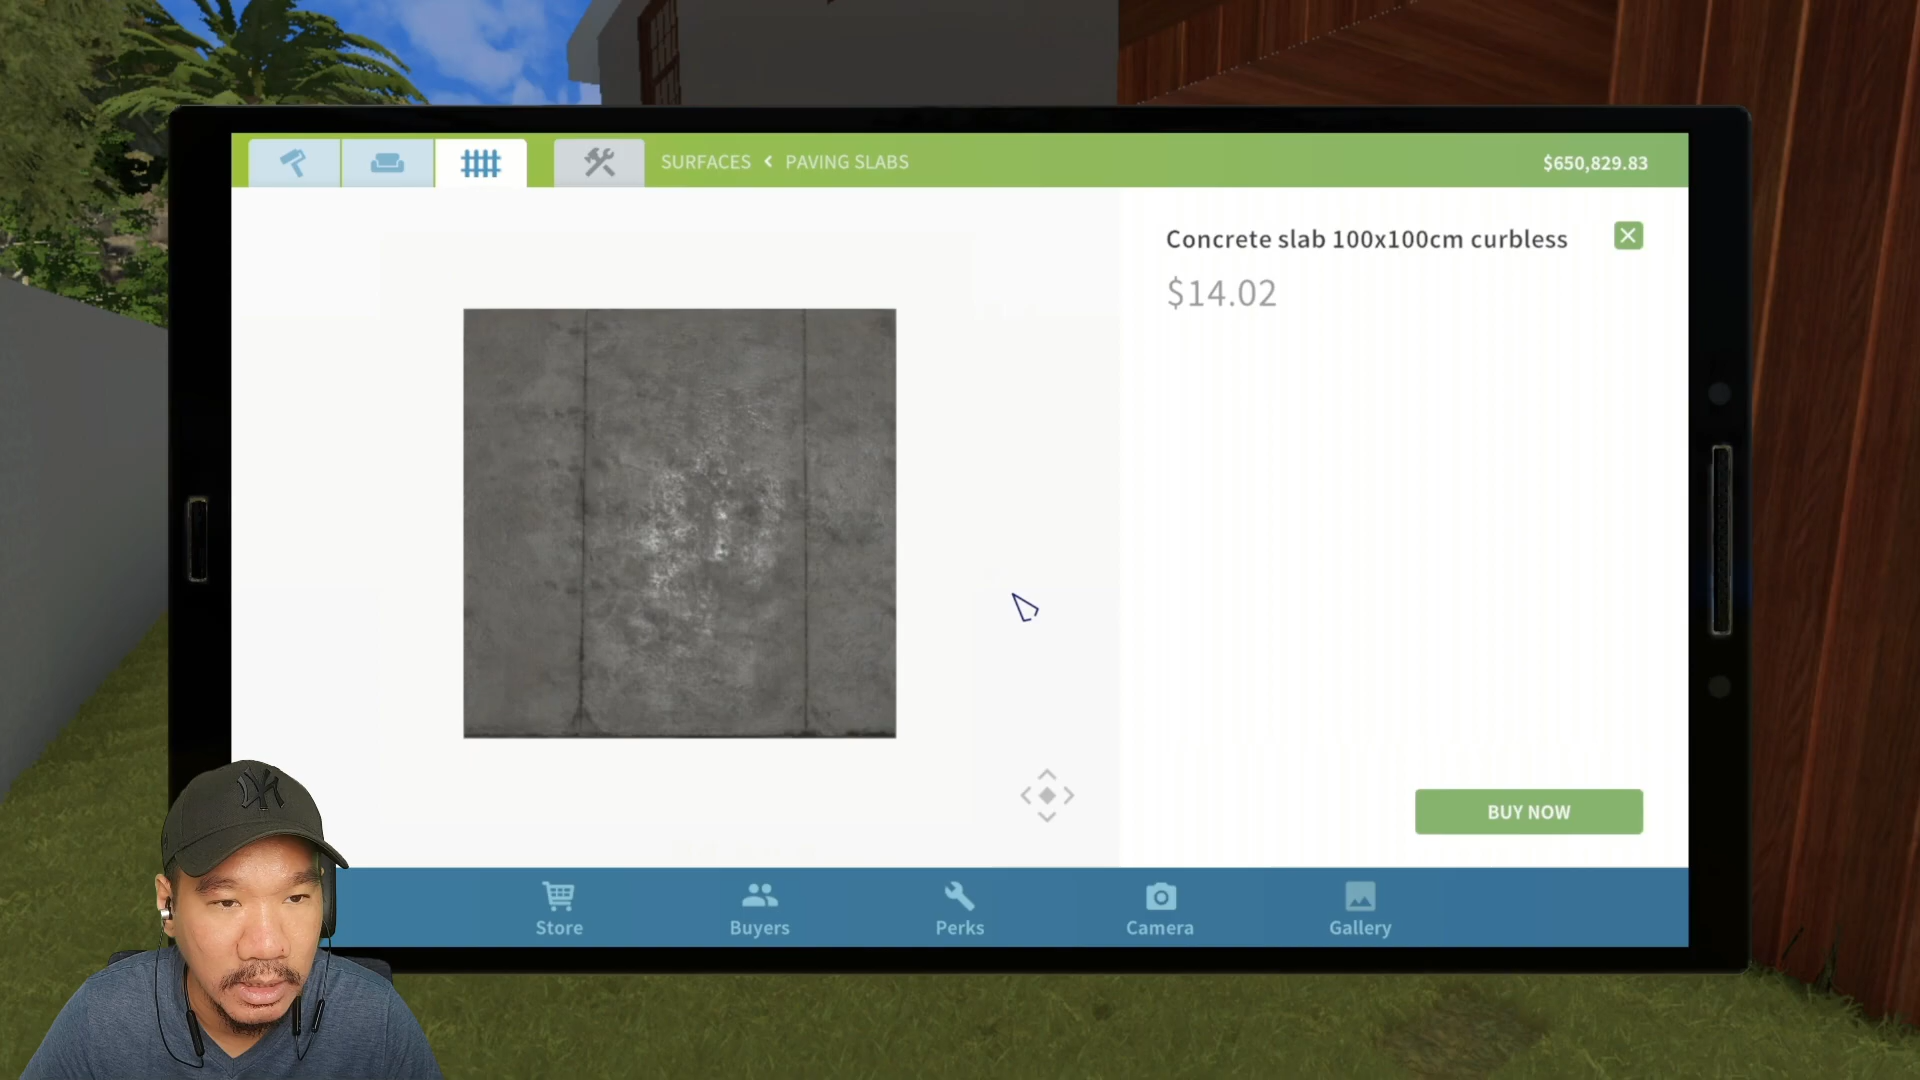 SURFACES < PAVING SLABS
$650,829.83
Concrete slab 100x100cm curbless
$14.02
BUY NOW
Store
Buyers
Perks
Camera
Gallery
NY